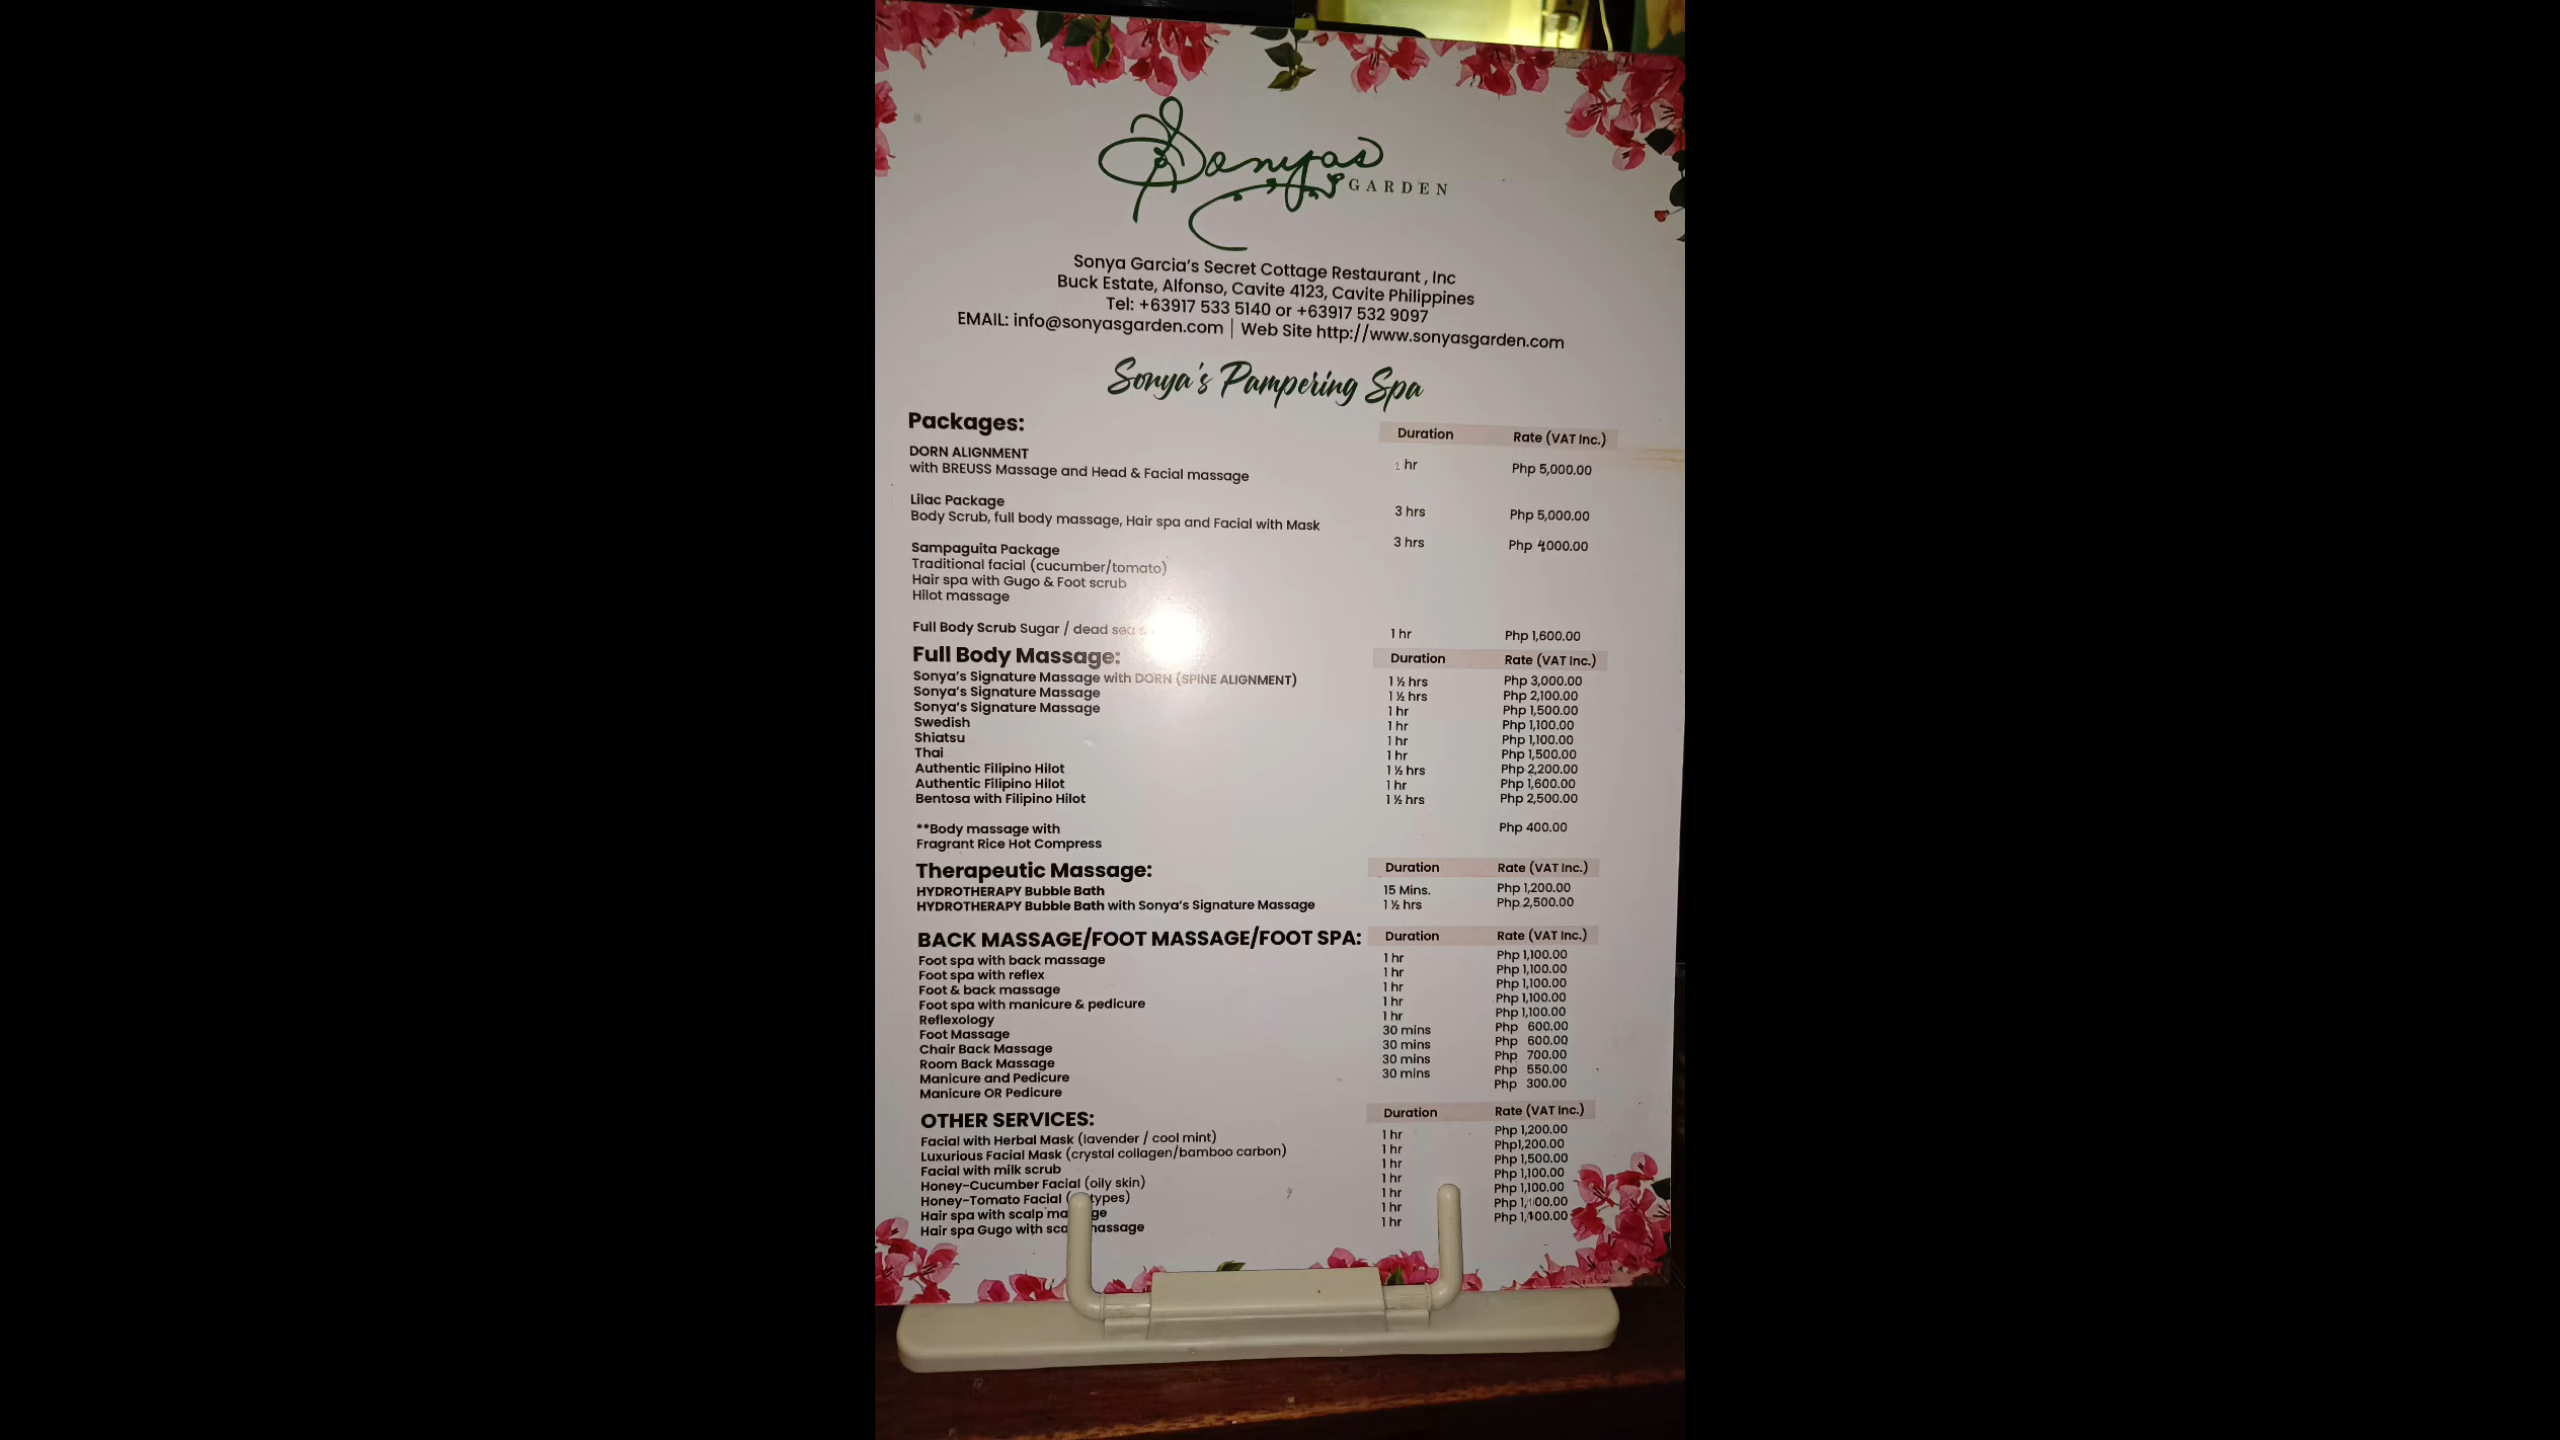 Sonya's GARDEN
Sonya Garcia's Secret Cottage Restaurant , Inc
Buck Estate, Alfonso, Cavite 4123, Cavite Philippines
Tel: +63917 533 5140 or +63917 532 9097
EMAIL: info@sonyasgarden.com | Web Site http://www.sonyasgarden.com
Sonya's Pampering Spa
Packages: Duration Rate (VAT Inc.)
DORN ALIGNMENT
with BREUSS Massage and Head & Facial massage 1 hr Php 5,000.00
Lilac Package
Body Scrub, full body massage, Hair spa and Facial with Mask 3 hrs Php 5,000.00
Sampaguita Package 3 hrs Php 4,000.00
Traditional facial (cucumber/tomato)
Hair spa with Gugo & Foot scrub
Hilot massage
Full Body Scrub Sugar / dead sea 1 hr Php 1,600.00
Full Body Massage: Duration Rate (VAT Inc.)
Sonya's Signature Massage with DORN (SPINE ALIGNMENT) 1 ½ hrs Php 3,000.00
Sonya's Signature Massage 1 ½ hrs Php 2,100.00
Sonya's Signature Massage 1 hr Php 1,500.00
Swedish 1 hr Php 1,100.00
Shiatsu 1 hr Php 1,100.00
Thai 1 hr Php 1,500.00
Authentic Filipino Hilot 1 ½ hrs Php 2,200.00
Authentic Filipino Hilot 1 hr Php 1,600.00
Bentosa with Filipino Hilot 1 ½ hrs Php 2,500.00
**Body massage with Php 400.00
Fragrant Rice Hot Compress
Therapeutic Massage: Duration Rate (VAT Inc.)
HYDROTHERAPY Bubble Bath 15 Mins. Php 1,200.00
HYDROTHERAPY Bubble Bath with Sonya's Signature Massage 1 ½ hrs Php 2,500.00
BACK MASSAGE/FOOT MASSAGE/FOOT SPA: Duration Rate (VAT Inc.)
Foot spa with back massage 1 hr Php 1,100.00
Foot spa with reflex 1 hr Php 1,100.00
Foot & back massage 1 hr Php 1,100.00
Foot spa with manicure & pedicure 1 hr Php 1,100.00
Reflexology 1 hr Php 1,100.00
Foot Massage 30 mins Php 600.00
Chair Back Massage 30 mins Php 600.00
Room Back Massage 30 mins Php 700.00
Manicure and Pedicure 30 mins Php 550.00
Manicure OR Pedicure Php 300.00
OTHER SERVICES: Duration Rate (VAT Inc.)
Facial with Herbal Mask (lavender / cool mint) 1 hr Php 1,200.00
Luxurious Facial Mask (crystal collagen/bamboo carbon) 1 hr Php1,200.00
Facial with milk scrub 1 hr Php 1,500.00
Honey-Cucumber Facial (oily skin) 1 hr Php 1,100.00
Honey-Tomato Facial ( types) 1 hr Php 1,100.00
Hair spa with scalp 1 hr Php
Hair spa Gugo with massage 1 hr Php